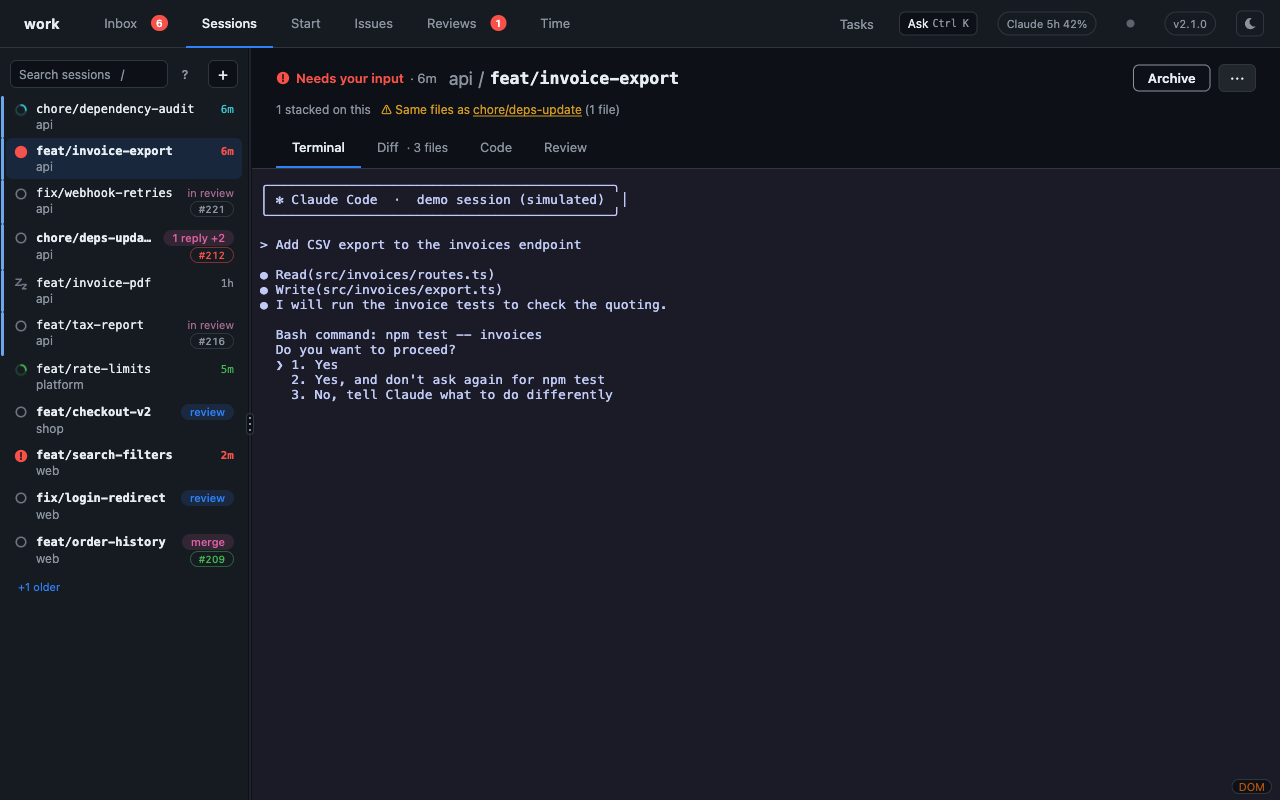 work Inbox 6 Sessions Start Issues Reviews 1 Time Tasks Ask Ctrl K Claude 5h 42% v2.1.0
Search sessions / ? +
chore/dependency-audit 6m
api
feat/invoice-export 6m
api
fix/webhook-retries in review
api #221
chore/deps-upda… 1 reply +2
api #212
feat/invoice-pdf 1h
api
feat/tax-report in review
api #216
feat/rate-limits 5m
platform
feat/checkout-v2 review
shop
feat/search-filters 2m
web
fix/login-redirect review
web
feat/order-history merge
web #209
+1 older
Needs your input · 6m api / feat/invoice-export Archive ···
1 stacked on this ⚠ Same files as chore/deps-update (1 file)
Terminal Diff · 3 files Code Review
✻ Claude Code · demo session (simulated)
> Add CSV export to the invoices endpoint
● Read(src/invoices/routes.ts)
● Write(src/invoices/export.ts)
● I will run the invoice tests to check the quoting.
Bash command: npm test -- invoices
Do you want to proceed?
❯ 1. Yes
2. Yes, and don't ask again for npm test
3. No, tell Claude what to do differently
DOM